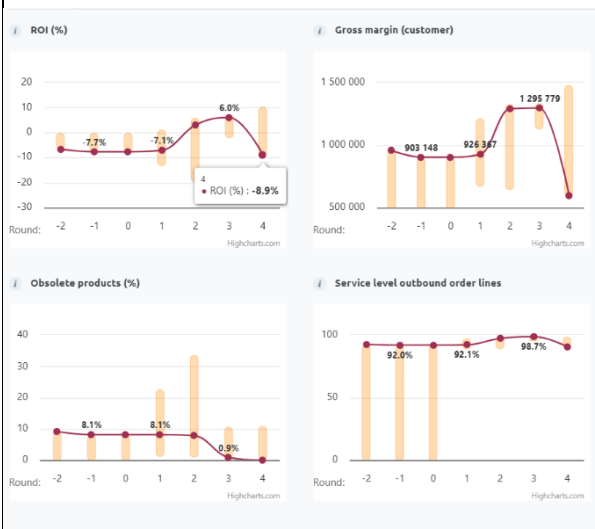 i ROI (%)
20
10
0
-10
-20
-30
-7.7%
-7.1%
6.0%
4
● ROI (%) : -8.9%
Round: -2 -1 0 1 2 3 4
Highcharts.com
i Gross margin (customer)
1 500 000
1 000 000
500 000
903 148
926 367
1 295 779
Round: -2 -1 0 1 2 3 4
Highcharts.com
i Obsolete products (%)
40
30
20
10
0
8.1%
8.1%
0.9%
Round: -2 -1 0 1 2 3 4
Highcharts.com
i Service level outbound order lines
100
50
0
92.0%
92.1%
98.7%
Round: -2 -1 0 1 2 3 4
Highcharts.com